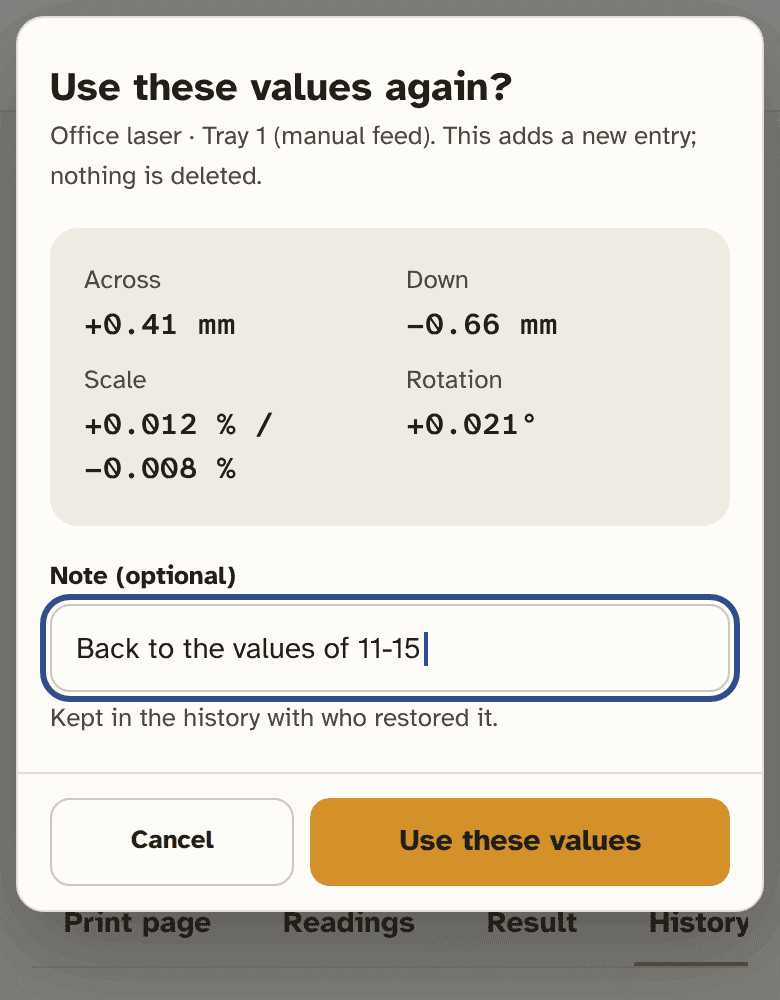 Use these values again?
Office laser · Tray 1 (manual feed). This adds a new entry;
nothing is deleted.
Across
+0.41 mm
Down
−0.66 mm
Scale
+0.012 % /
−0.008 %
Rotation
+0.021°
Note (optional)
Back to the values of 11-15
Kept in the history with who restored it.
Cancel
Use these values
Print page
Readings
Result
History